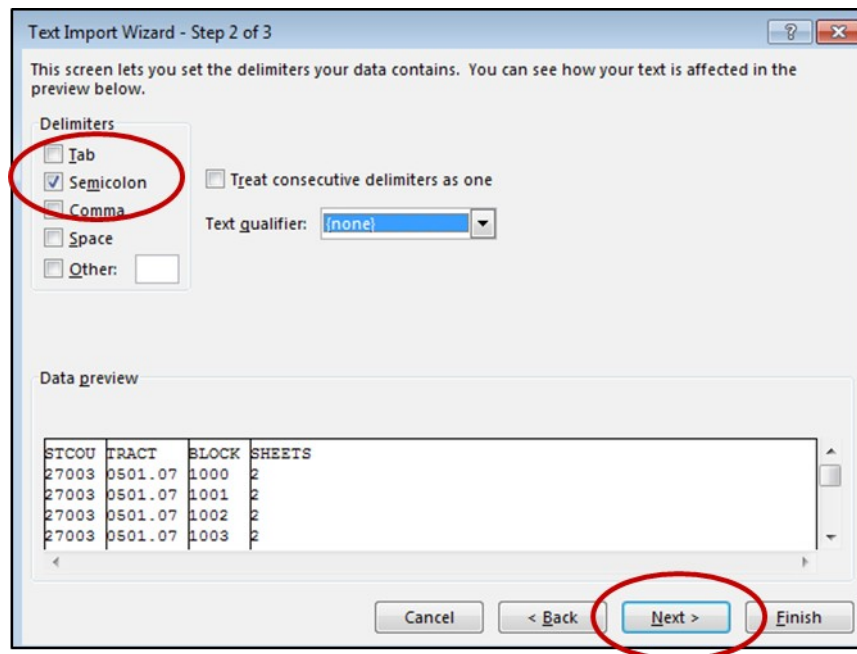 Text Import Wizard - Step 2 of 3
This screen lets you set the delimiters your data contains.  You can see how your text is affected in the
preview below.
Delimiters
Tab
Semicolon
Treat consecutive delimiters as one
Comma
Text qualifier: {none}
Space
Other:
Data preview
STCOU TRACT BLOCK SHEETS
27003 0501.07 1000 2
27003 0501.07 1001 2
27003 0501.07 1002 2
27003 0501.07 1003 2
Cancel < Back Next > Finish